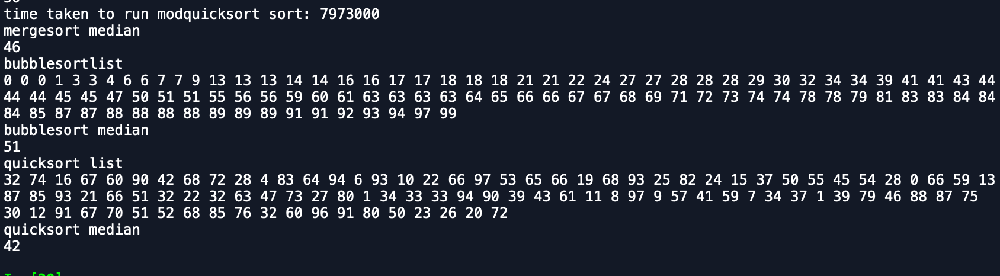 time taken to run modquicksort sort: 7973000
mergesort median
46
bubblesortlist
0 0 0 1 3 3 4 6 6 7 7 9 13 13 13 14 14 16 16 17 17 18 18 18 21 21 22 24 27 27 28 28 28 29 30 32 34 34 39 41 41 43 44
44 44 45 45 47 50 51 51 55 56 56 59 60 61 63 63 63 63 64 65 66 66 67 67 68 69 71 72 73 74 74 78 78 79 81 83 83 84 84
84 85 87 87 88 88 88 88 89 89 89 91 91 92 93 94 97 99
bubblesort median
51
quicksort list
32 74 16 67 60 90 42 68 72 28 4 83 64 94 6 93 10 22 66 97 53 65 66 19 68 93 25 82 24 15 37 50 55 45 54 28 0 66 59 13
87 85 93 21 66 51 32 22 32 63 47 73 27 80 1 34 33 33 94 90 39 43 61 11 8 97 9 57 41 59 7 34 37 1 39 79 46 88 87 75
30 12 91 67 70 51 52 68 85 76 32 60 96 91 80 50 23 26 20 72
quicksort median
42